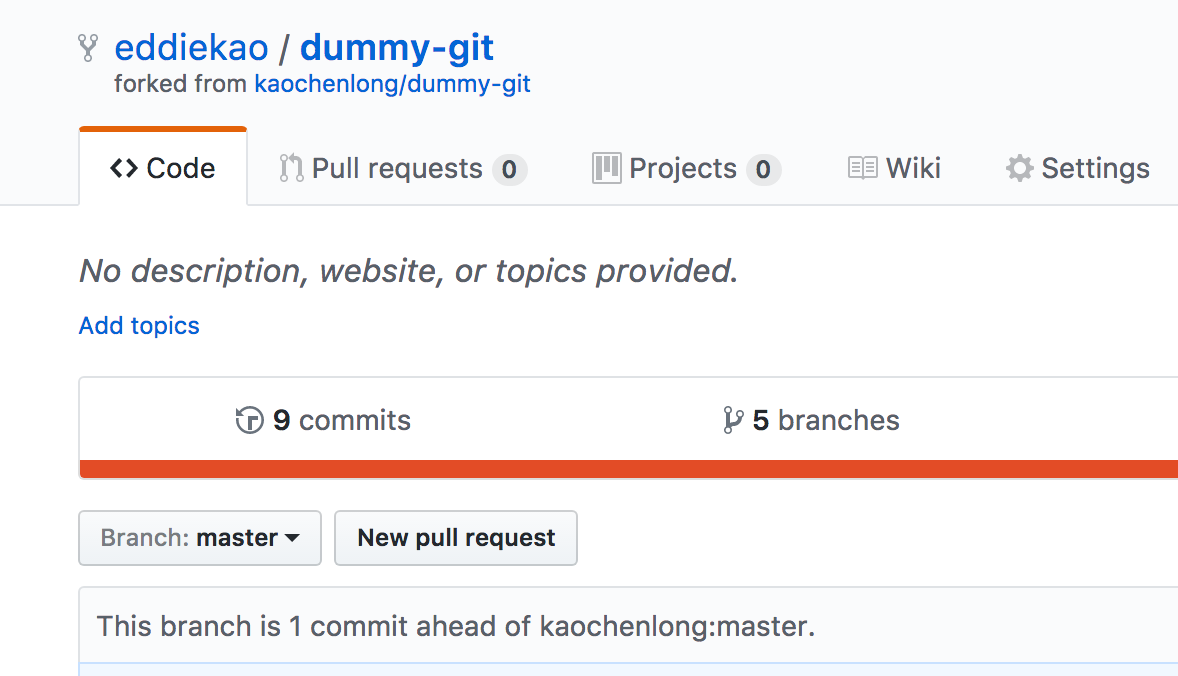 eddiekao / dummy-git
forked from kaochenlong/dummy-git
Code Pull requests 0 Projects 0 Wiki Settings
No description, website, or topics provided.
Add topics
9 commits 5 branches
Branch: master New pull request
This branch is 1 commit ahead of kaochenlong:master.